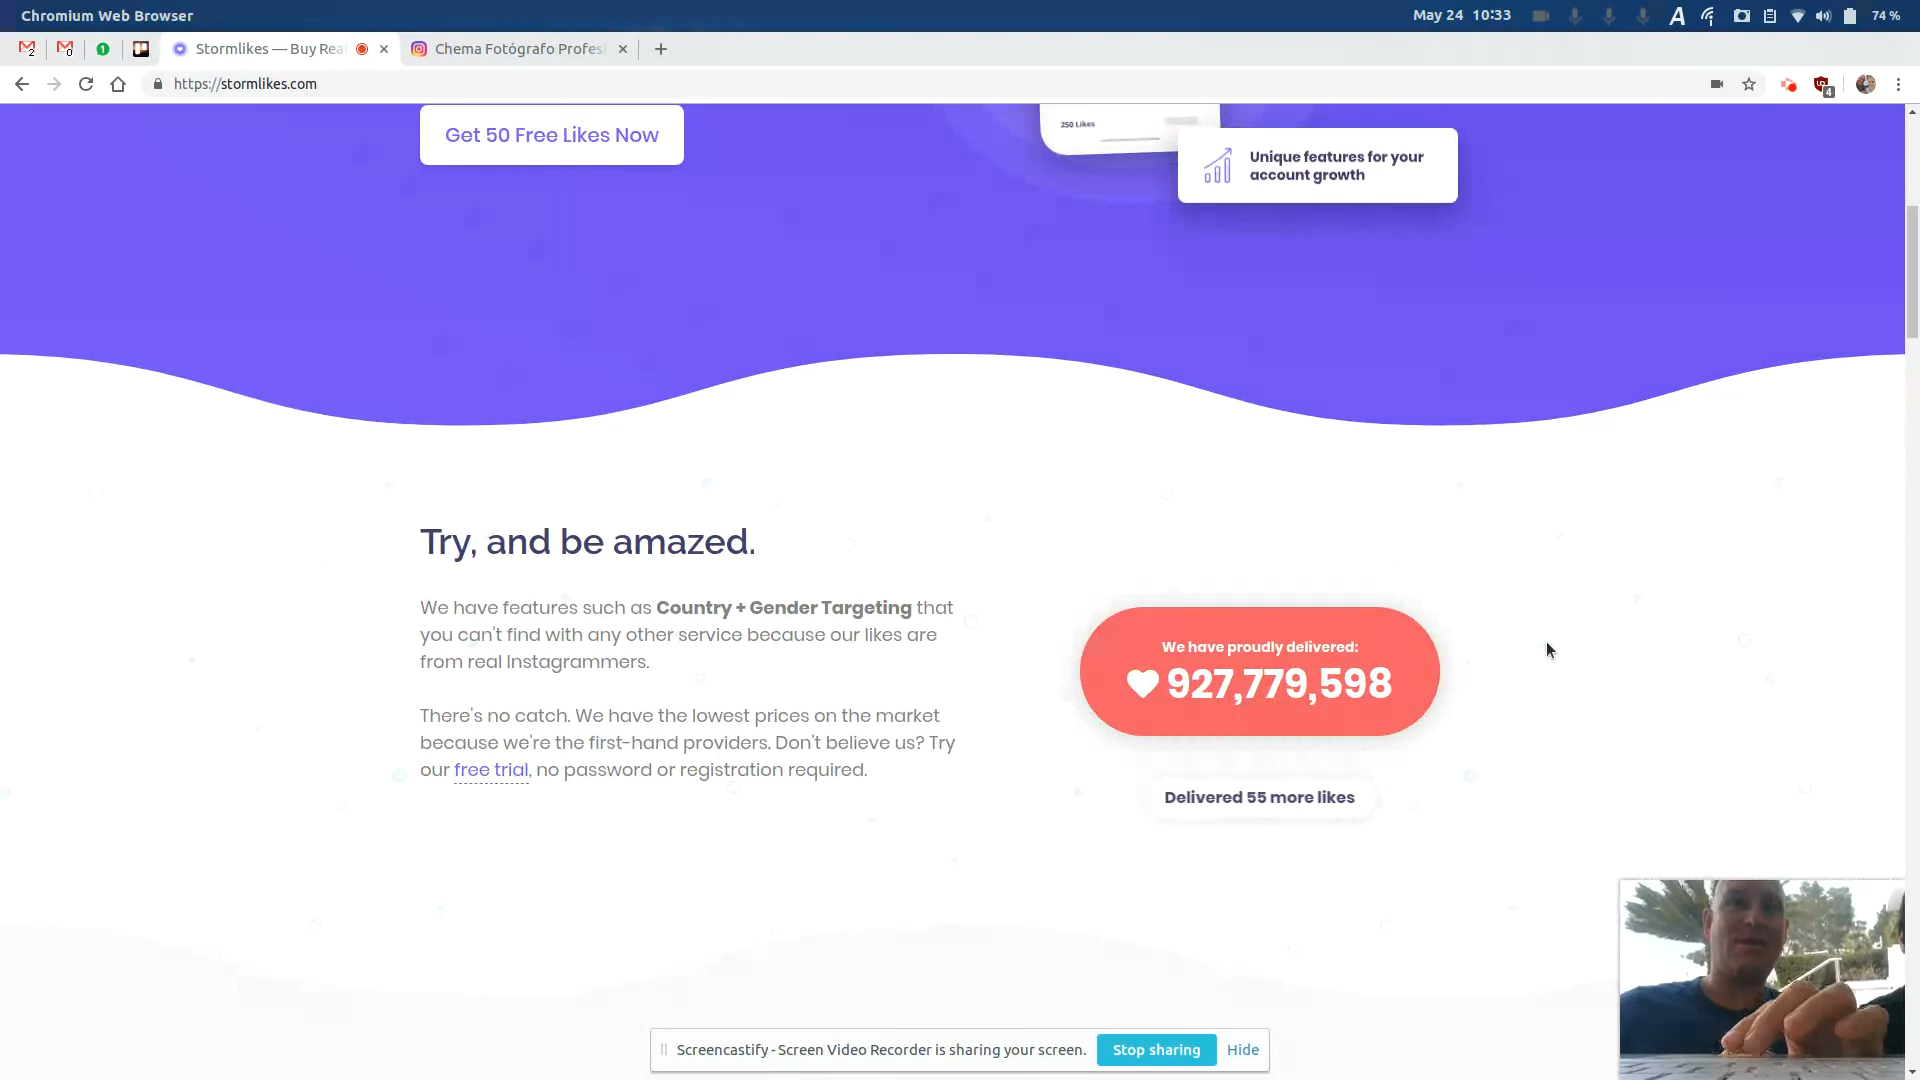 Chromium Web Browser
May 24 10:33
74 %
2
0
1
Stormlikes — Buy Rea
Chema Fotógrafo Profes
https://stormlikes.com
4
Get 50 Free Likes Now
250 Likes
Unique features for your
account growth
Try, and be amazed.
We have features such as Country + Gender Targeting that
you can't find with any other service because our likes are
from real Instagrammers.
There's no catch. We have the lowest prices on the market
because we're the first-hand providers. Don't believe us? Try
our free trial, no password or registration required.
We have proudly delivered:
927,779,598
Delivered 55 more likes
Screencastify - Screen Video Recorder is sharing your screen.
Stop sharing
Hide